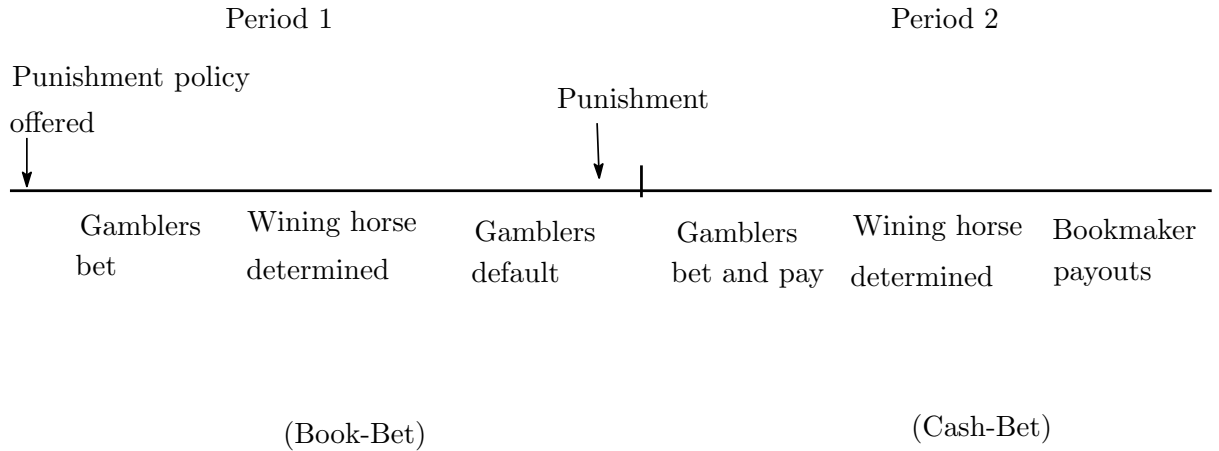 Period 1
Period 2
Punishment policy
offered
Punishment
Gamblers
bet
Wining horse
determined
Gamblers
default
Gamblers
bet and pay
Wining horse
determined
Bookmaker
payouts
(Book-Bet)
(Cash-Bet)